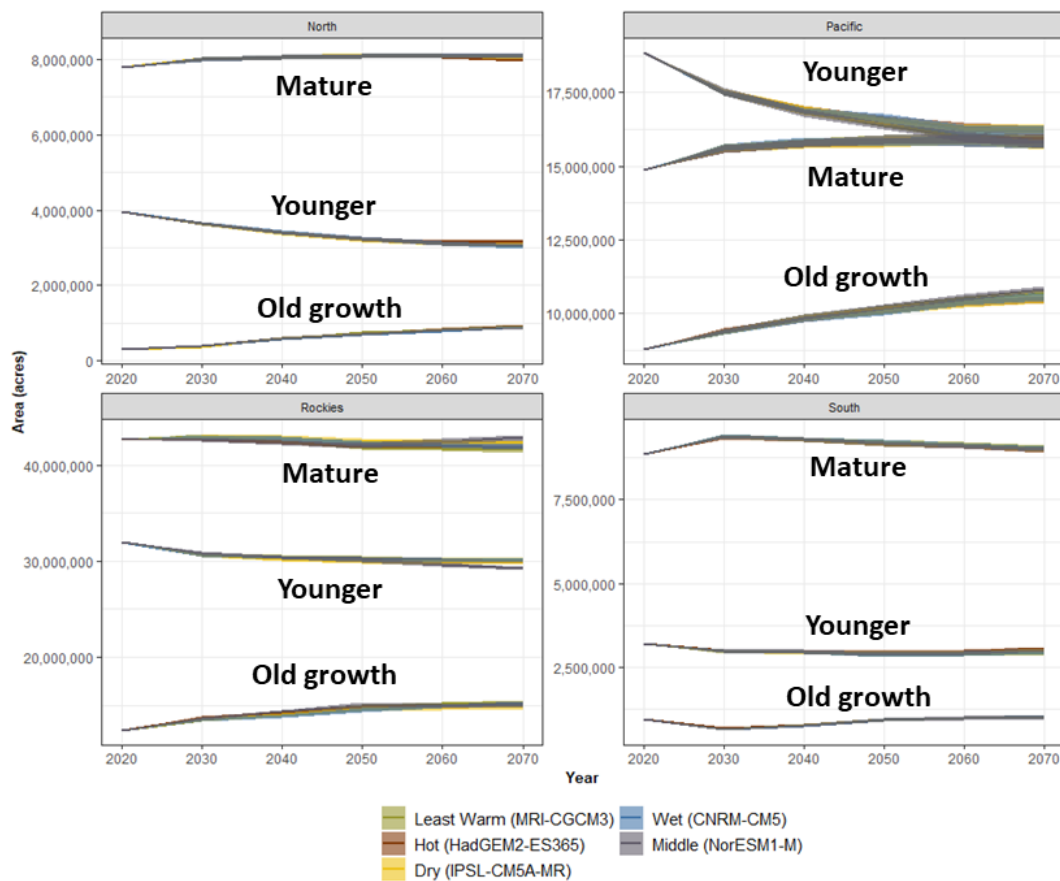 North
8,000,000
6,000,000
4,000,000
2,000,000
0
Mature
Younger
Old growth
2020 2030 2040 2050 2060 2070
Pacific
17,500,000
15,000,000
12,500,000
10,000,000
Younger
Mature
Old growth
2020 2030 2040 2050 2060 2070
Area (acres)
Rockies
40,000,000
30,000,000
20,000,000
Mature
Younger
Old growth
2020 2030 2040 2050 2060 2070
South
7,500,000
5,000,000
2,500,000
Mature
Younger
Old growth
2020 2030 2040 2050 2060 2070
Year
Least Warm (MRI-CGCM3)
Hot (HadGEM2-ES365)
Dry (IPSL-CM5A-MR)
Wet (CNRM-CM5)
Middle (NorESM1-M)